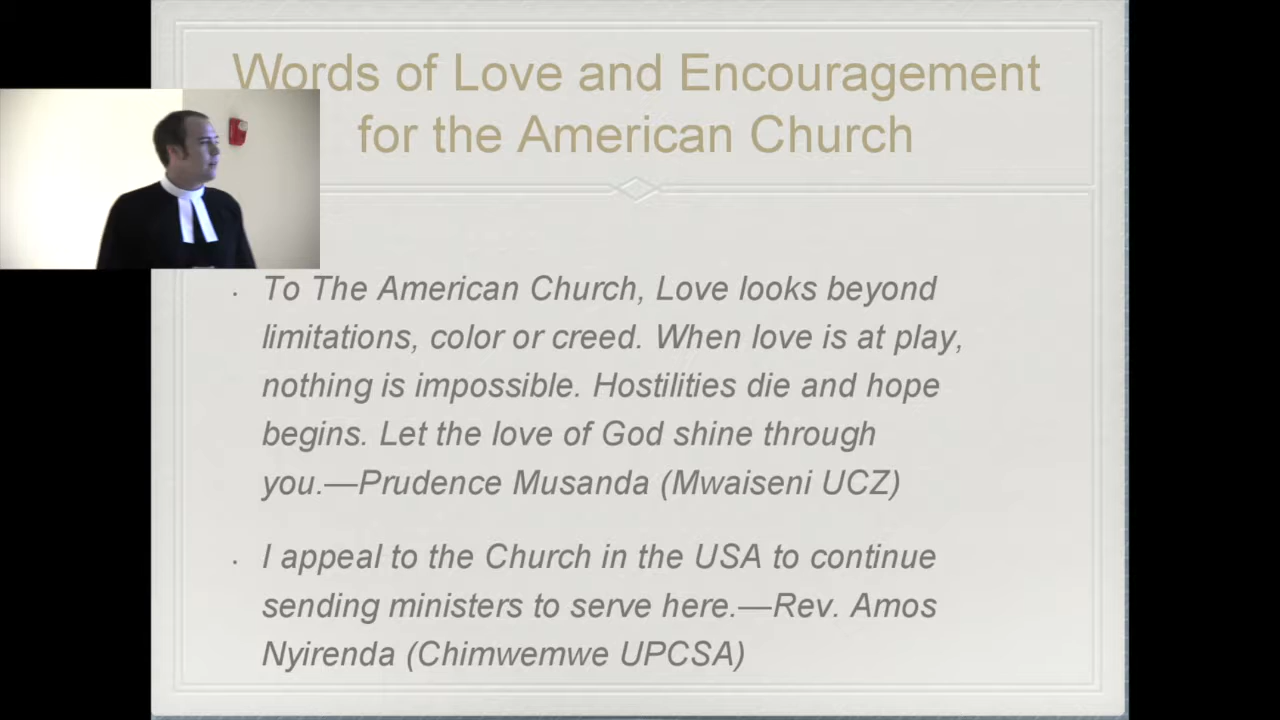 Words of Love and Encouragement
for the American Church
· To The American Church, Love looks beyond
limitations, color or creed. When love is at play,
nothing is impossible. Hostilities die and hope
begins. Let the love of God shine through
you.—Prudence Musanda (Mwaiseni UCZ)
· I appeal to the Church in the USA to continue
sending ministers to serve here.—Rev. Amos
Nyirenda (Chimwemwe UPCSA)